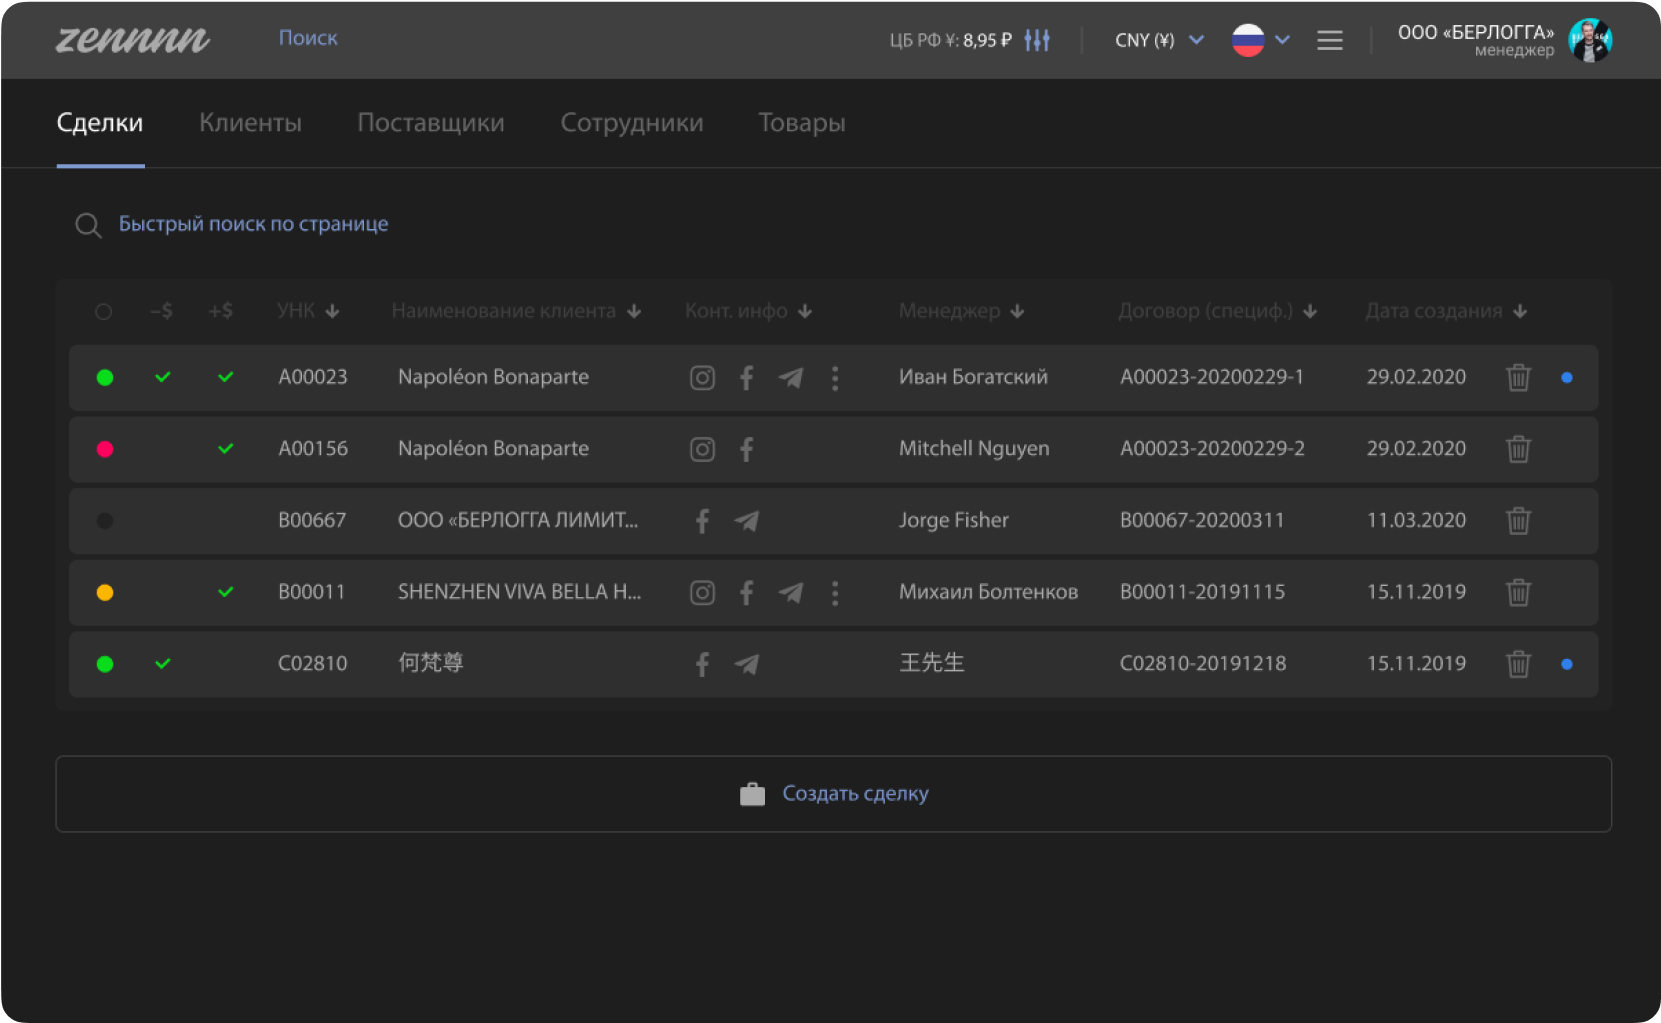 zennnn
Поиск
ЦБ РФ ¥: 8,95 ₽
CNY (¥)
ООО «БЕРЛОГГА»
менеджер
Сделки Клиенты Поставщики Сотрудники Товары
Быстрый поиск по странице
–$ +$ УНК Наименование клиента Конт. инфо Менеджер Договор (специф.) Дата создания
A00023 Napoléon Bonaparte Иван Богатский A00023-20200229-1 29.02.2020
A00156 Napoléon Bonaparte Mitchell Nguyen A00023-20200229-2 29.02.2020
B00667 ООО «БЕРЛОГГА ЛИМИТ... Jorge Fisher B00067-20200311 11.03.2020
B00011 SHENZHEN VIVA BELLA H... Михаил Болтенков B00011-20191115 15.11.2019
C02810 何梵尊 王先生 C02810-20191218 15.11.2019
Создать сделку